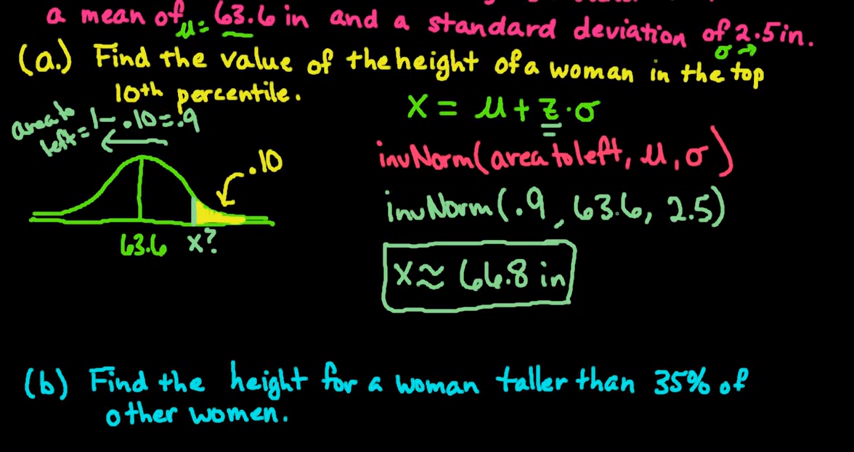 a mean of 63.6 in and a standard deviation of 2.5in.
μ= σ
(a.) Find the value of the height of a woman in the top
10th percentile.
area to
left = 1 - .10 = .9
.10
63.6 x?
X = μ + z · σ
invNorm(area to left, μ, σ)
invNorm(.9, 63.6, 2.5)
X ≈ 66.8 in
(b) Find the height for a woman taller than 35% of
other women.